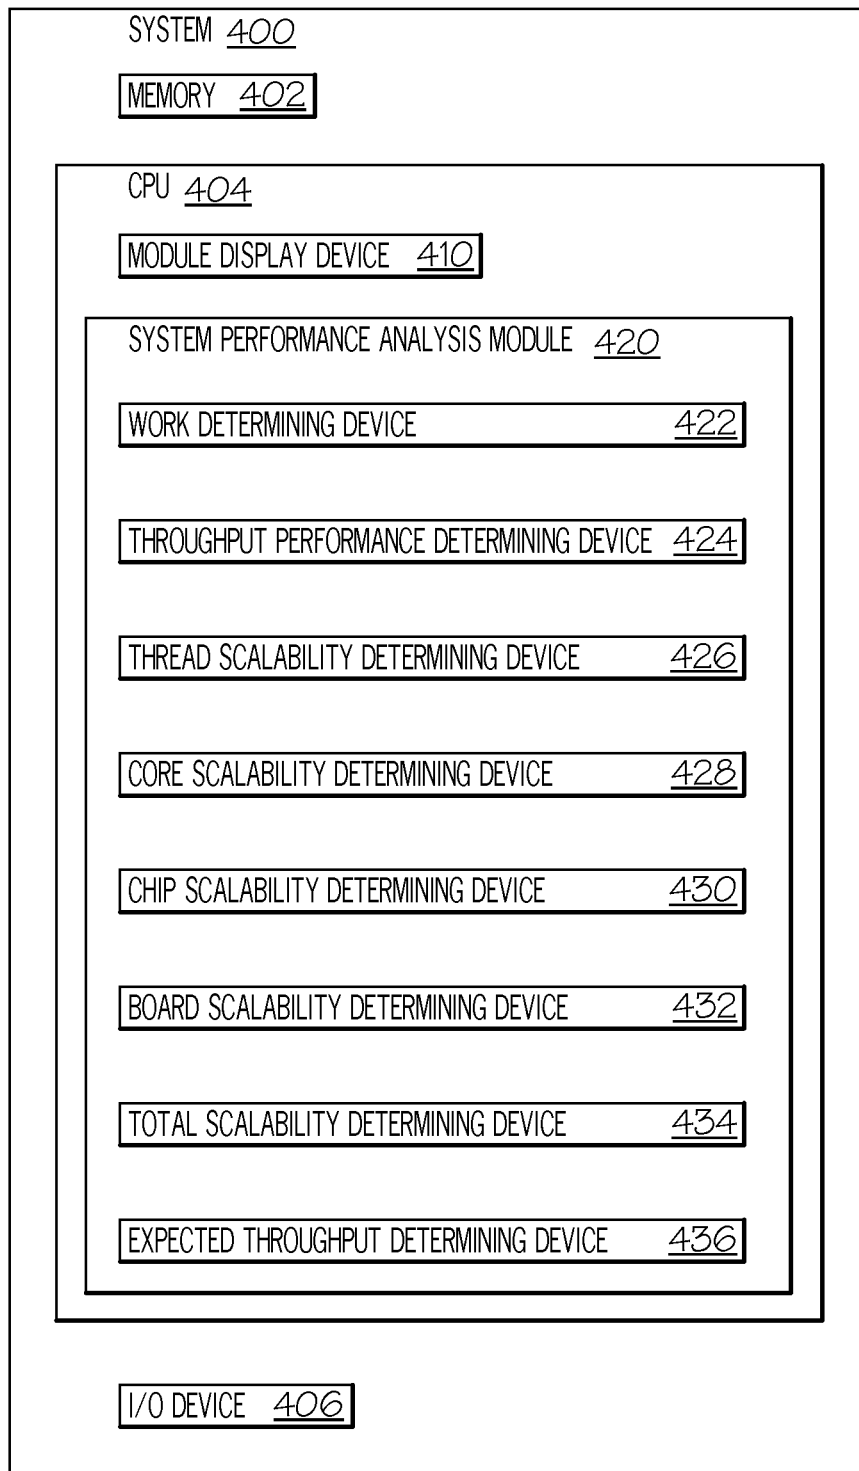 SYSTEM 400
MEMORY 402
CPU 404
MODULE DISPLAY DEVICE 410
SYSTEM PERFORMANCE ANALYSIS MODULE 420
WORK DETERMINING DEVICE 422
THROUGHPUT PERFORMANCE DETERMINING DEVICE 424
THREAD SCALABILITY DETERMINING DEVICE 426
CORE SCALABILITY DETERMINING DEVICE 428
CHIP SCALABILITY DETERMINING DEVICE 430
BOARD SCALABILITY DETERMINING DEVICE 432
TOTAL SCALABILITY DETERMINING DEVICE 434
EXPECTED THROUGHPUT DETERMINING DEVICE 436
I/O DEVICE 406